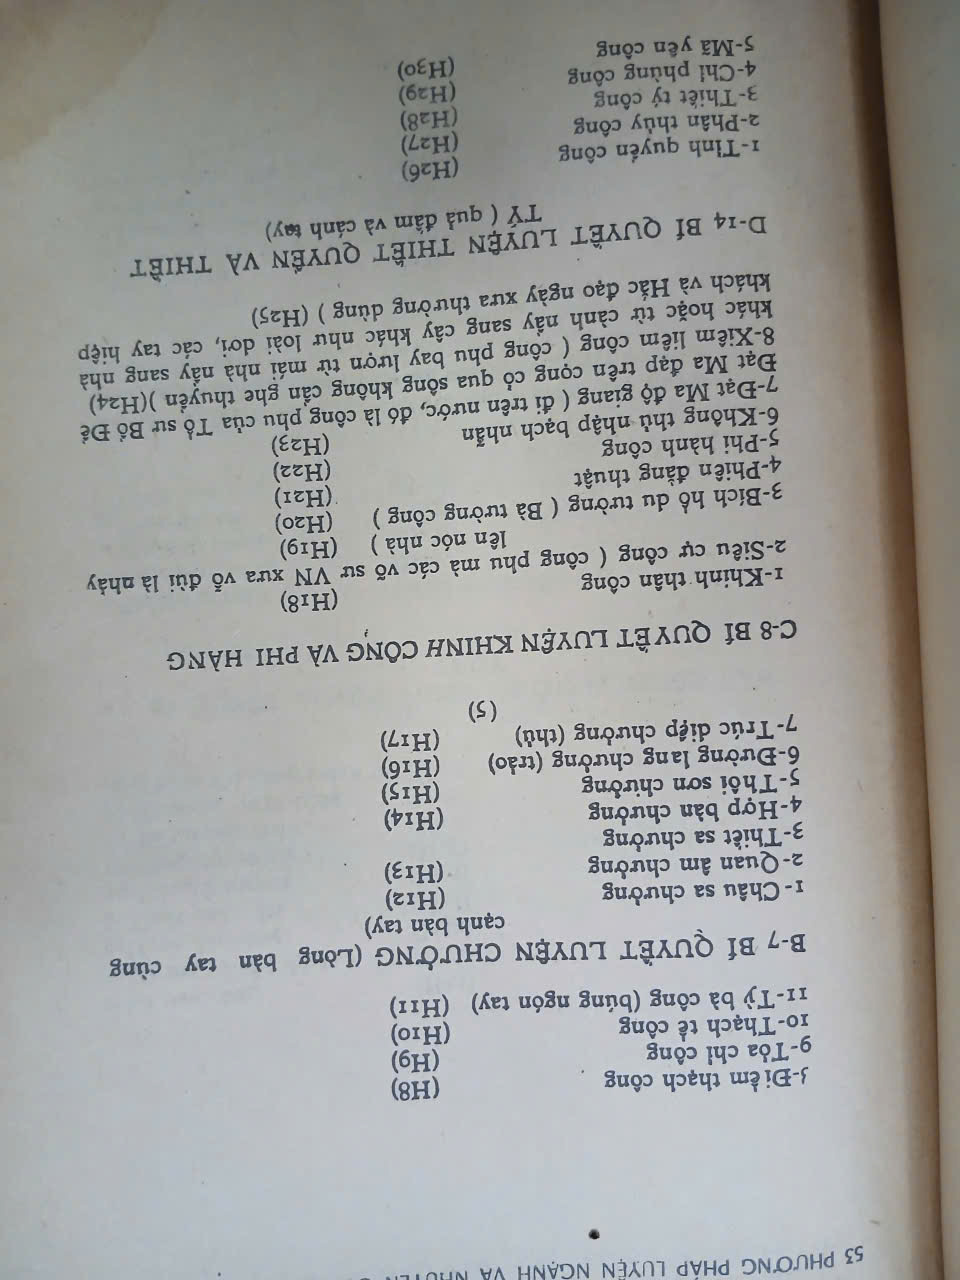 53 PHƯƠNG PHÁP LUYỆN NGẠNH VÀ
8-Điểm thạch công (H8)
9-Tỏa chỉ công (H9)
10-Thạch tể công (H10)
11-Tỳ bà công (búng ngón tay) (H11)
B-7 BÍ QUYẾT LUYỆN CHƯỞNG (Lòng bàn tay cùng
cạnh bàn tay)
1-Châu sa chưởng (H12)
2-Quan âm chưởng (H13)
3-Thiết sa chưởng
4-Hợp bàn chưởng (H14)
5-Thôi sơn chưởng (H15)
6-Đường lang chưởng (trảo) (H16)
7-Trúc diệp chưởng (thủ) (H17)
(5)
C-8 BÍ QUYẾT LUYỆN KHINH CÔNG VÀ PHI HÀNG
1-Khinh thân công (H18)
2-Siêu cự công ( công phu mà các võ sư VN xưa vỗ đùi là nhảy
lên nóc nhà ) (H19)
3-Bích hổ du tường ( Bà tường công ) (H20)
4-Phiên đằng thuật (H21)
5-Phi hành công (H22)
6-Không thủ nhập bạch nhẫn (H23)
7-Đạt Ma độ giang ( đi trên nước, đó là công phu của Tổ sư Bồ Đề
Đạt Ma đạp trên cọng cỏ qua sông không cần ghe thuyền )(H24)
8-Xiêm liêm công ( công phu bay lượn từ mái nhà nầy sang nhà
khác hoặc từ cành nầy sang cây khác như loài dơi, các tay hiệp
khách và Hắc đạo ngày xưa thường dùng ) (H25)
D-14 BÍ QUYẾT LUYỆN THIẾT QUYỀN VÀ THIẾT
TÝ ( quả đấm và cánh tay)
1-Tỉnh quyền công (H26)
2-Phân thủy công (H27)
3-Thiết tý công (H28)
4-Chỉ phùng công (H29)
5-Mã yên công (H30)